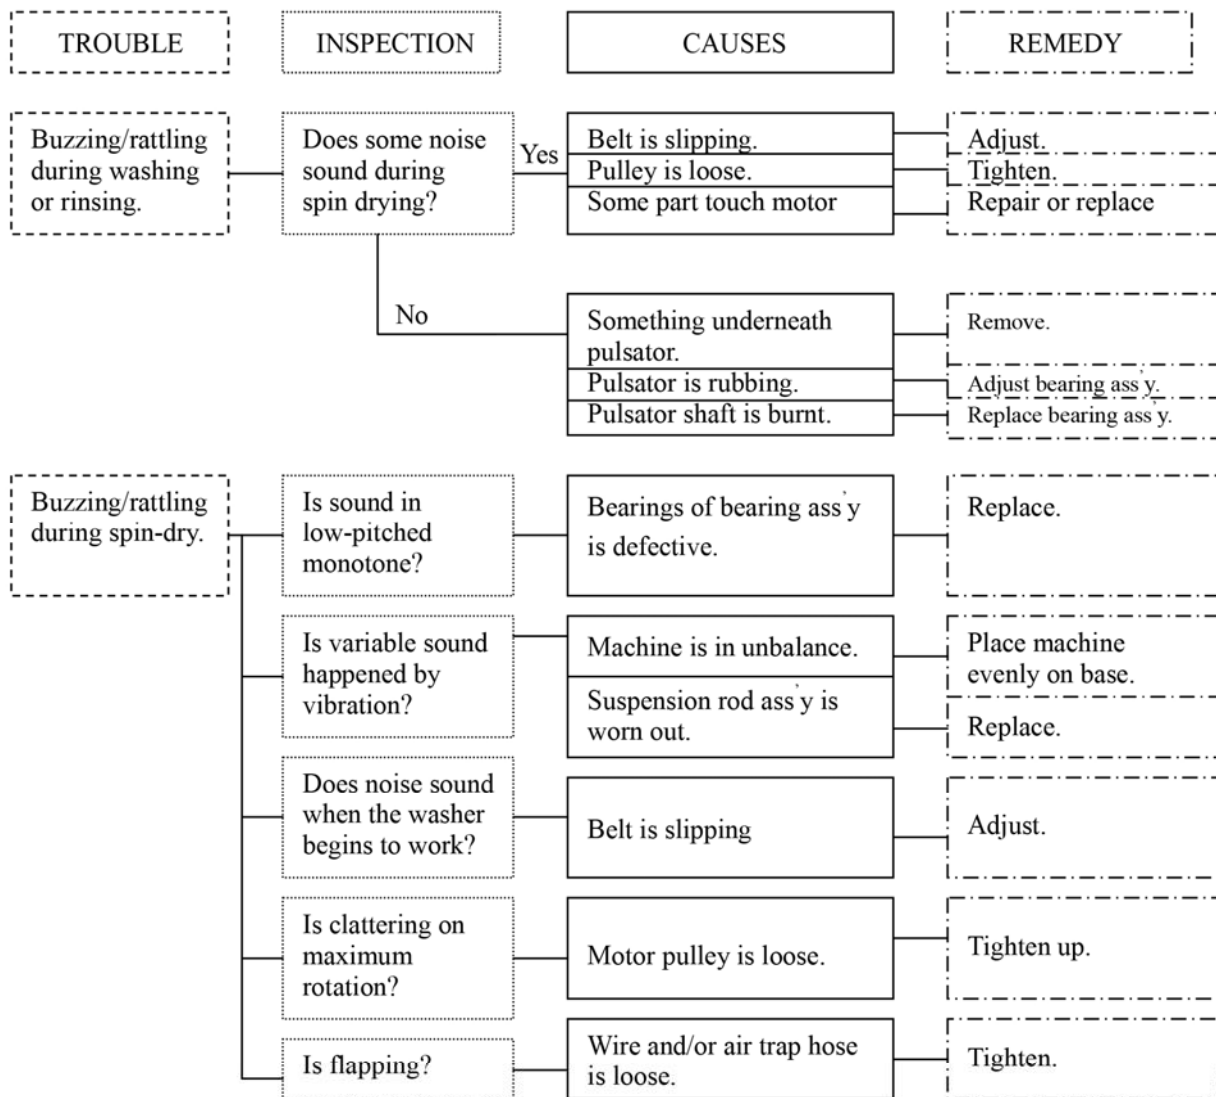 TROUBLE
INSPECTION
CAUSES
REMEDY
Buzzing/rattling
during washing
or rinsing.
Does some noise
sound during
spin drying?
Yes
Belt is slipping.
Adjust.
Pulley is loose.
Tighten.
Some part touch motor
Repair or replace
No
Something underneath
pulsator.
Remove.
Pulsator is rubbing.
Adjust bearing ass'y.
Pulsator shaft is burnt.
Replace bearing ass'y.
Buzzing/rattling
during spin-dry.
Is sound in
low-pitched
monotone?
Bearings of bearing ass'y
is defective.
Replace.
Is variable sound
happened by
vibration?
Machine is in unbalance.
Place machine
evenly on base.
Suspension rod ass'y is
worn out.
Replace.
Does noise sound
when the washer
begins to work?
Belt is slipping
Adjust.
Is clattering on
maximum
rotation?
Motor pulley is loose.
Tighten up.
Is flapping?
Wire and/or air trap hose
is loose.
Tighten.